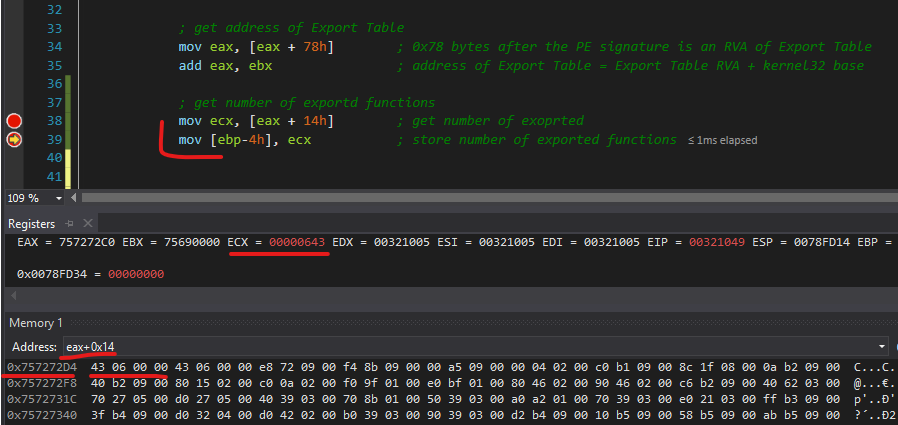 32
33 ; get address of Export Table
34 mov eax, [eax + 78h] ; 0x78 bytes after the PE signature is an RVA of Export Table
35 add eax, ebx ; address of Export Table = Export Table RVA + kernel32 base
36
37 ; get number of exportd functions
38 mov ecx, [eax + 14h] ; get number of exoprted
39 mov [ebp-4h], ecx ; store number of exported functions ≤1ms elapsed
40
41
109 %
Registers
EAX = 757272C0 EBX = 75690000 ECX = 00000643 EDX = 00321005 ESI = 00321005 EDI = 00321005 EIP = 00321049 ESP = 0078FD14 EBP =
0x0078FD34 = 00000000
Memory 1
Address: eax+0x14
0x757272D4 43 06 00 00 43 06 00 00 e8 72 09 00 f4 8b 09 00 00 a5 09 00 00 04 02 00 c0 b1 09 00 8c 1f 08 00 0a b2 09 00 C...C.
0x757272F8 40 b2 09 00 80 15 02 00 c0 0a 02 00 f0 9f 01 00 e0 bf 01 00 80 46 02 00 90 46 02 00 c6 b2 09 00 40 62 03 00 @...€.
0x7572731C 70 27 05 00 d0 27 05 00 40 39 03 00 70 8b 01 00 50 39 03 00 a0 a2 01 00 70 39 03 00 e0 21 03 00 ff b3 09 00 p'..Ð'
0x75727340 3f b4 09 00 d0 32 04 00 d0 42 02 00 b0 39 03 00 90 39 03 00 d2 b4 09 00 10 b5 09 00 58 b5 09 00 ab b5 09 00 ?´..Ð2